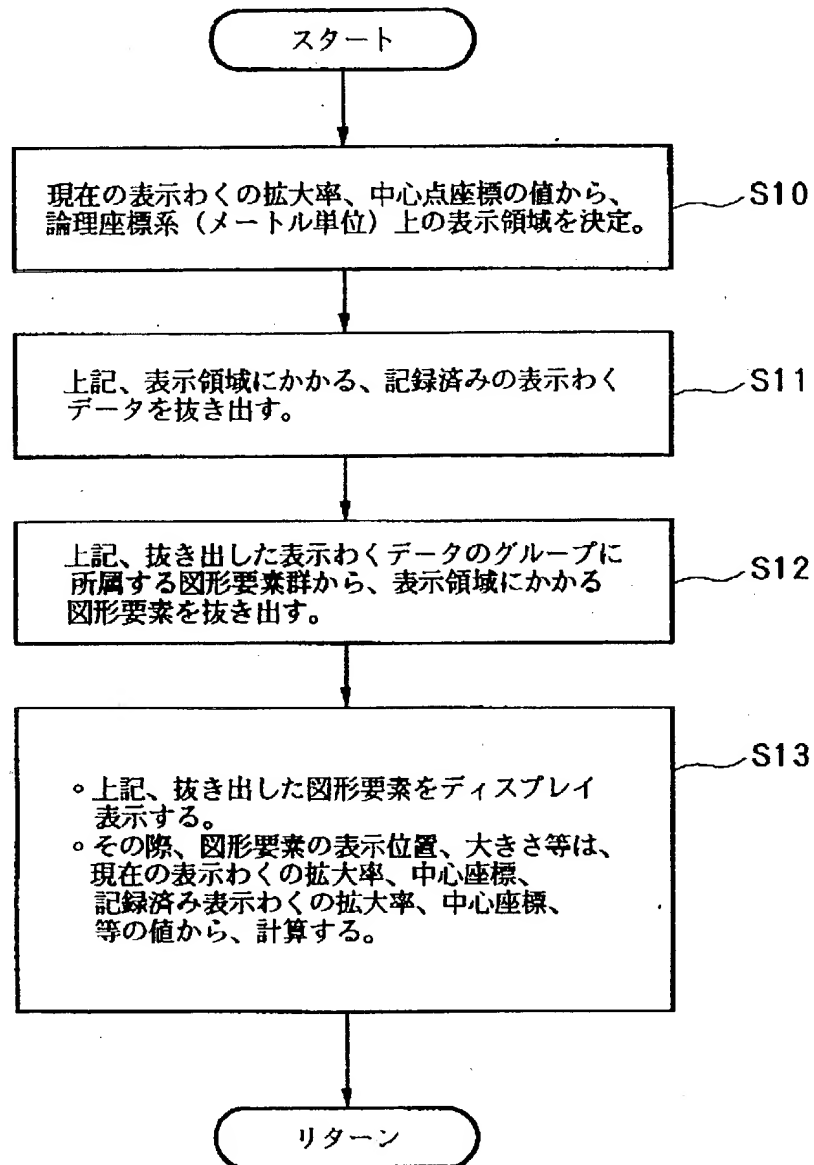 スタート
現在の表示わくの拡大率、中心点座標の値から、
論理座標系（メートル単位）上の表示領域を決定。
S10
上記、表示領域にかかる、記録済みの表示わく
データを抜き出す。
S11
上記、抜き出した表示わくデータのグループに
所属する図形要素群から、表示領域にかかる
図形要素を抜き出す。
S12
S13
○上記、抜き出した図形要素をディスプレイ
表示する。
○その際、図形要素の表示位置、大きさ等は、
現在の表示わくの拡大率、中心座標、
記録済み表示わくの拡大率、中心座標、
等の値から、計算する。
リターン